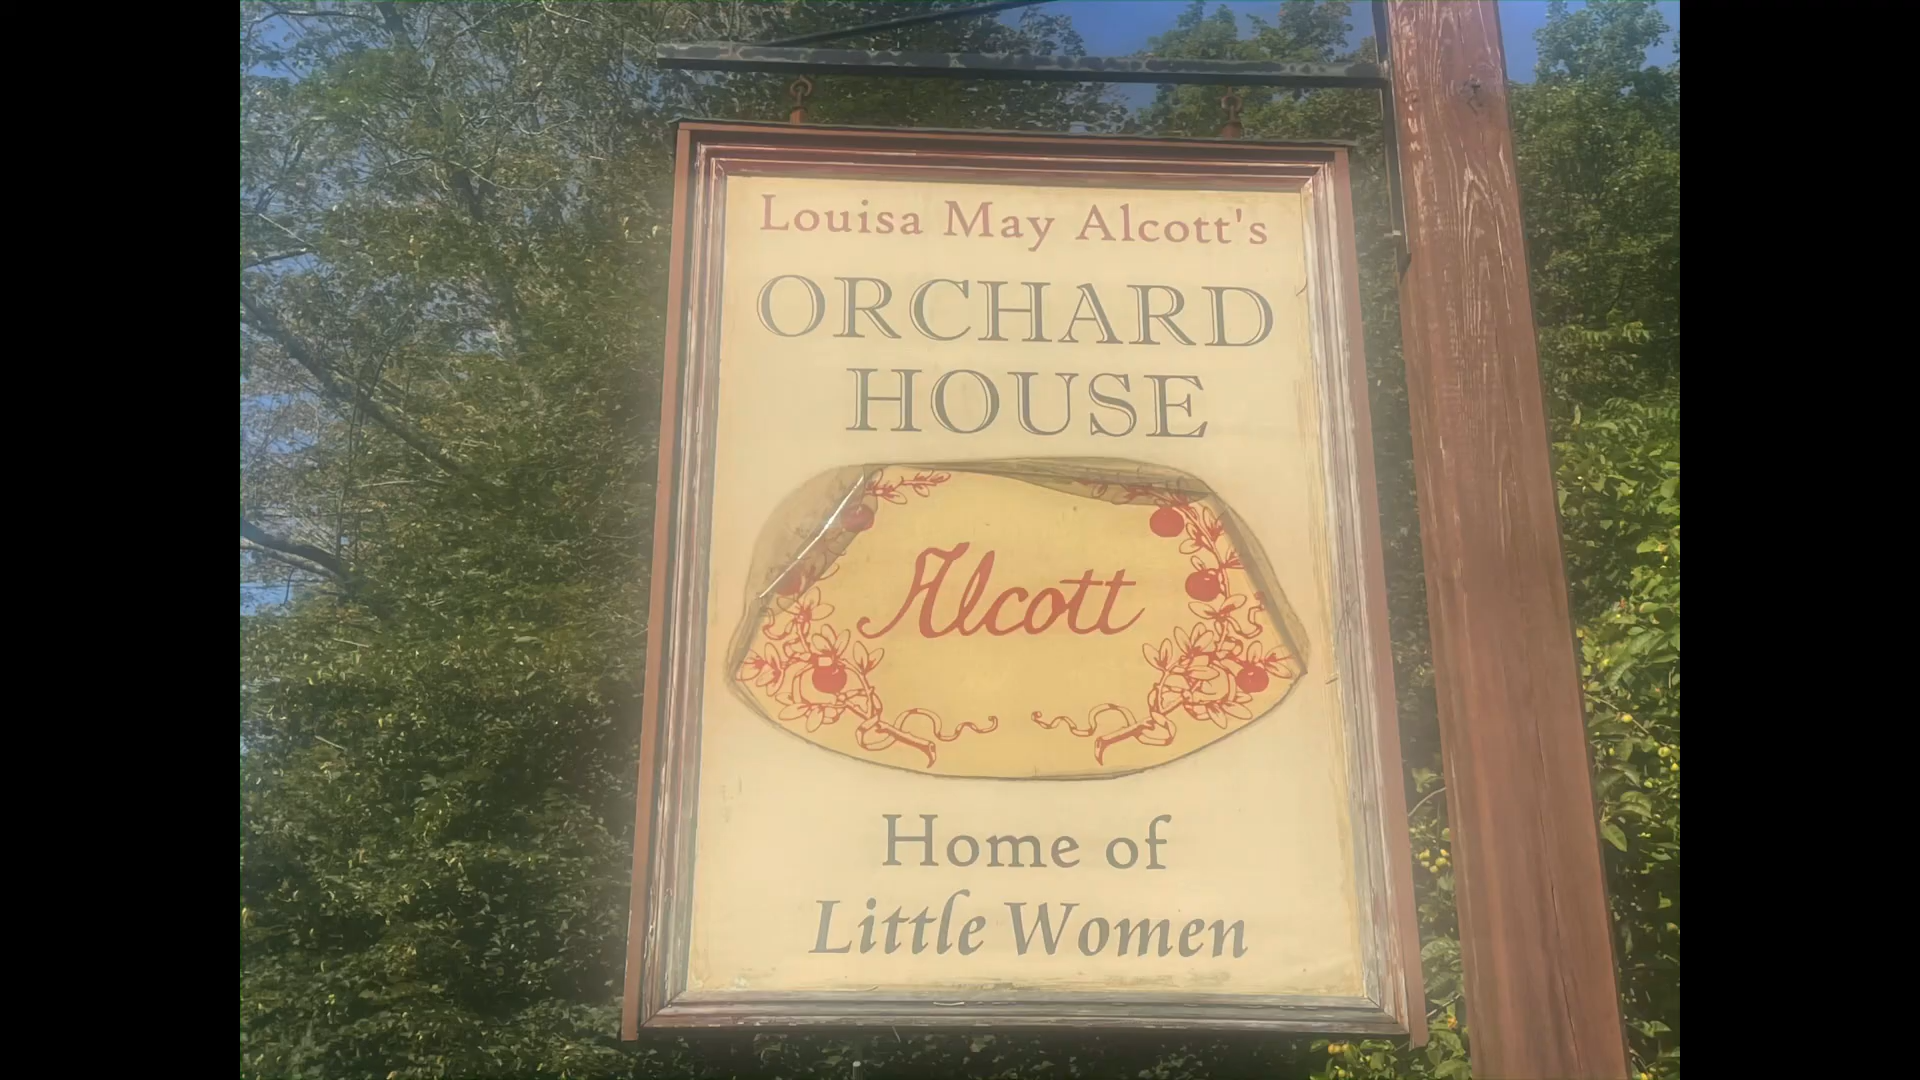 Louisa May Alcott's
ORCHARD
HOUSE
Alcott
Home of
Little Women